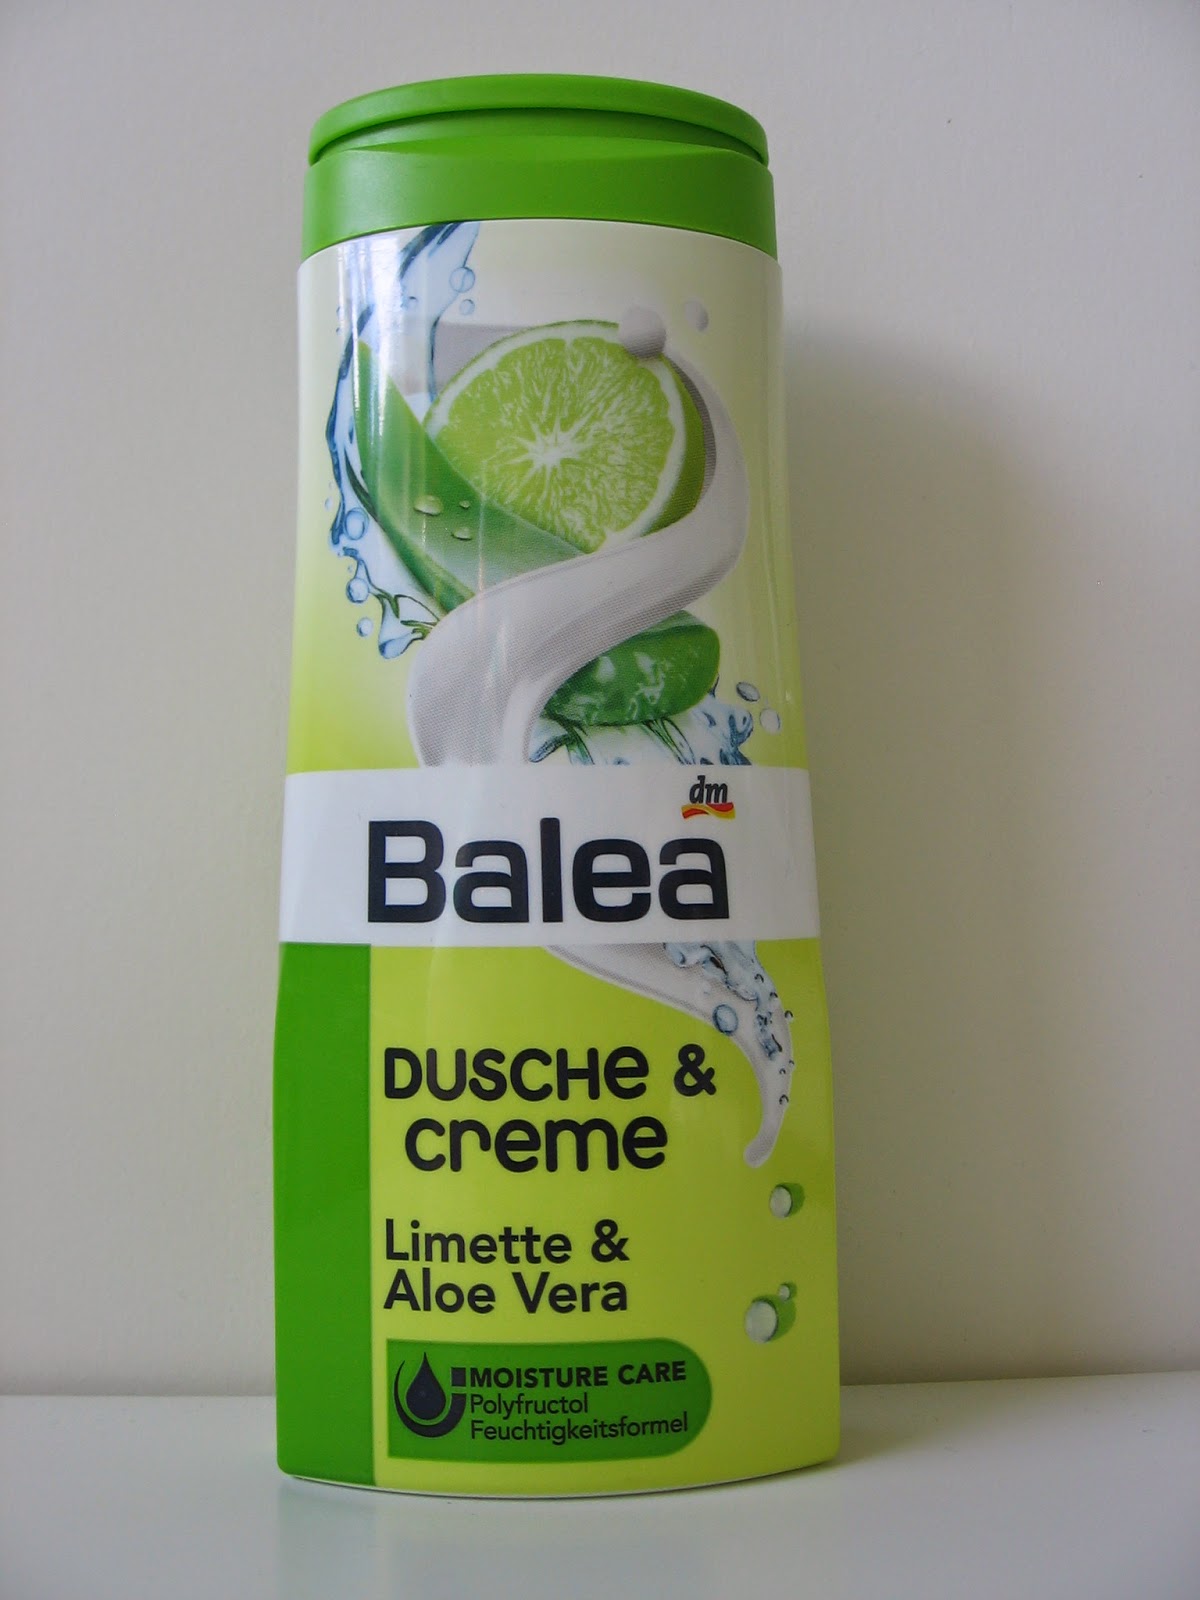 dm
Balea
DUSCHe &
creme
Limette &
Aloe Vera
MOISTURE CARE
Polyfructol
Feuchtigkeitsformel